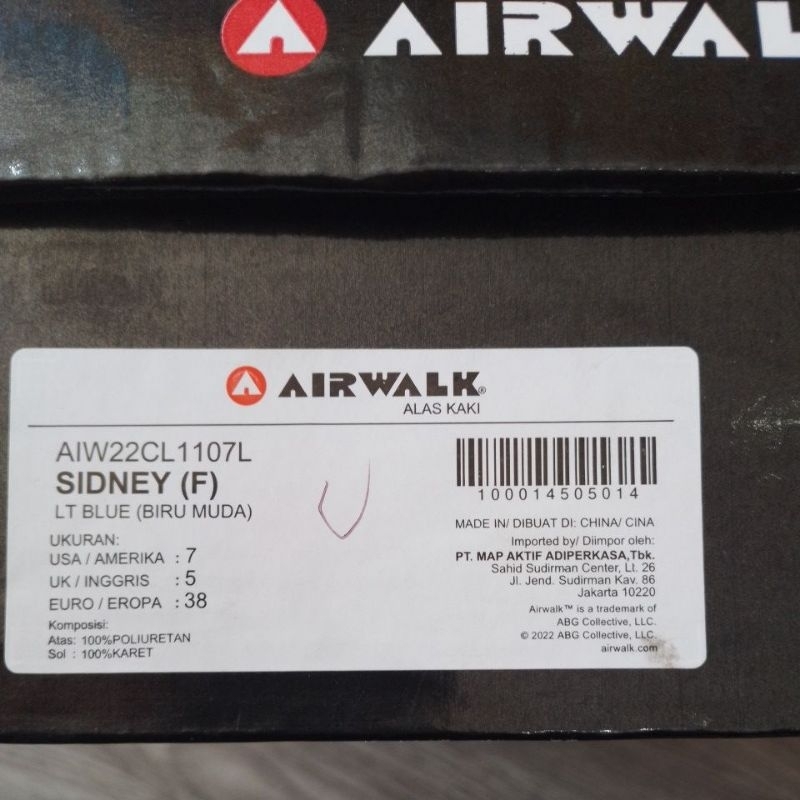 AIRWAL
AIRWALK®
ALAS KAKI
AIW22CL1107L
SIDNEY (F)
LT BLUE (BIRU MUDA)
UKURAN:
USA / AMERIKA : 7
UK / INGGRIS : 5
EURO / EROPA : 38
Komposisi:
Atas: 100%POLIURETAN
Sol : 100%KARET
100014505014
MADE IN/ DIBUAT DI: CHINA/ CINA
Imported by/ Diimpor oleh:
PT. MAP AKTIF ADIPERKASA,Tbk.
Sahid Sudirman Center, Lt. 26
Jl. Jend. Sudirman Kav. 86
Jakarta 10220
Airwalk™ is a trademark of
ABG Collective, LLC.
© 2022 ABG Collective, LLC.
airwalk.com